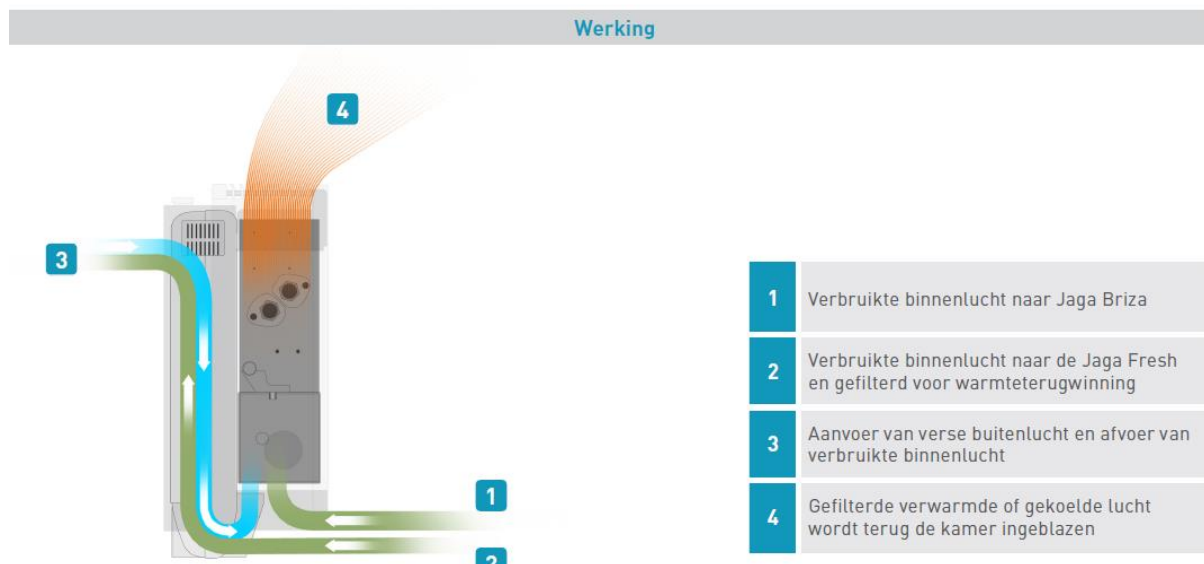 Werking
4
3
1
2
1 Verbruikte binnenlucht naar Jaga Briza
2 Verbruikte binnenlucht naar de Jaga Fresh
en gefilterd voor warmteterugwinning
3 Aanvoer van verse buitenlucht en afvoer van
verbruikte binnenlucht
4 Gefilterde verwarmde of gekoelde lucht
wordt terug de kamer ingeblazen